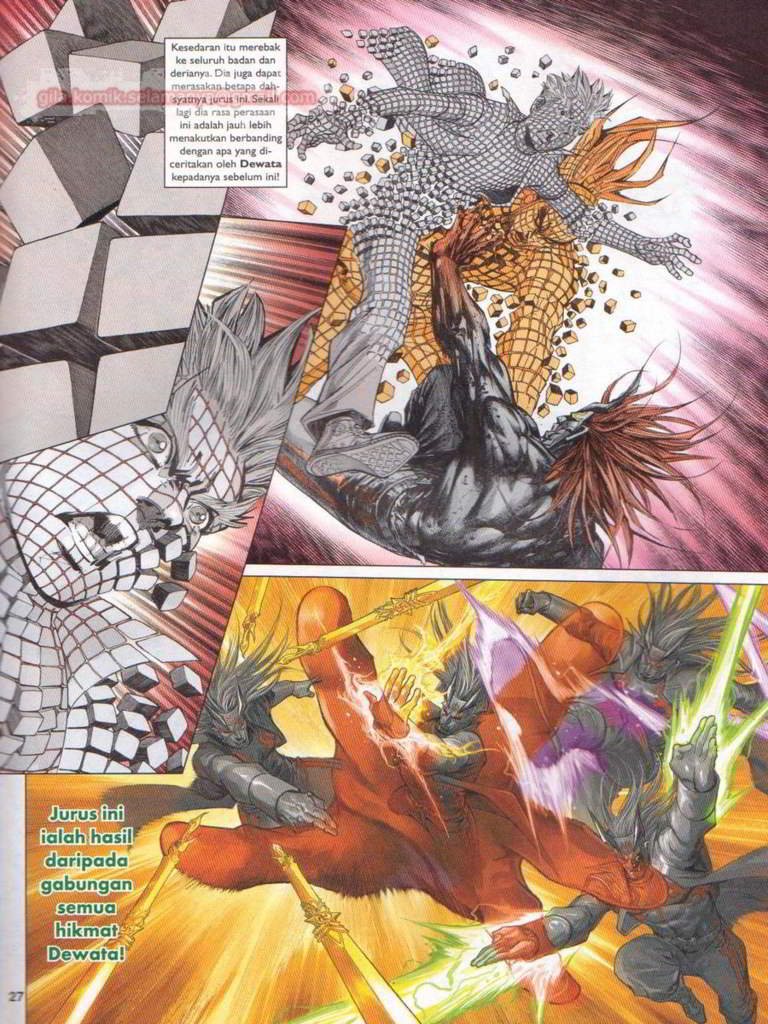 Kesedaran itu merebak
ke seluruh badan dan
derianya. Dia juga dapat
merasakan betapa dah-
syatnya jurus ini. Sekali
lagi dia rasa perasaan
ini adalah jauh lebih
menakutkan berbanding
dengan apa yang di-
ceritakan oleh Dewata
kepadanya sebelum ini!
Jurus ini
ialah hasil
daripada
gabungan
semua
hikmat
Dewata!
27